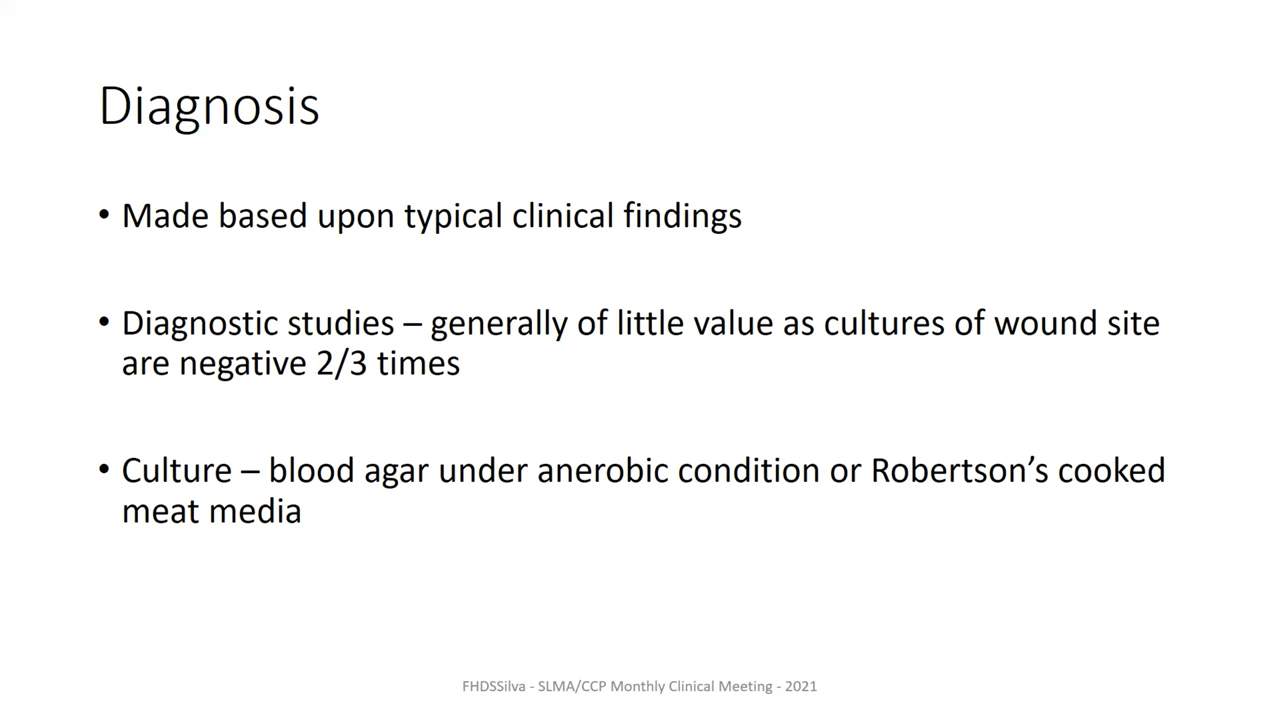 Diagnosis
• Made based upon typical clinical findings
• Diagnostic studies – generally of little value as cultures of wound site
are negative 2/3 times
• Culture – blood agar under anerobic condition or Robertson’s cooked
meat media
FHDSSilva - SLMA/CCP Monthly Clinical Meeting - 2021